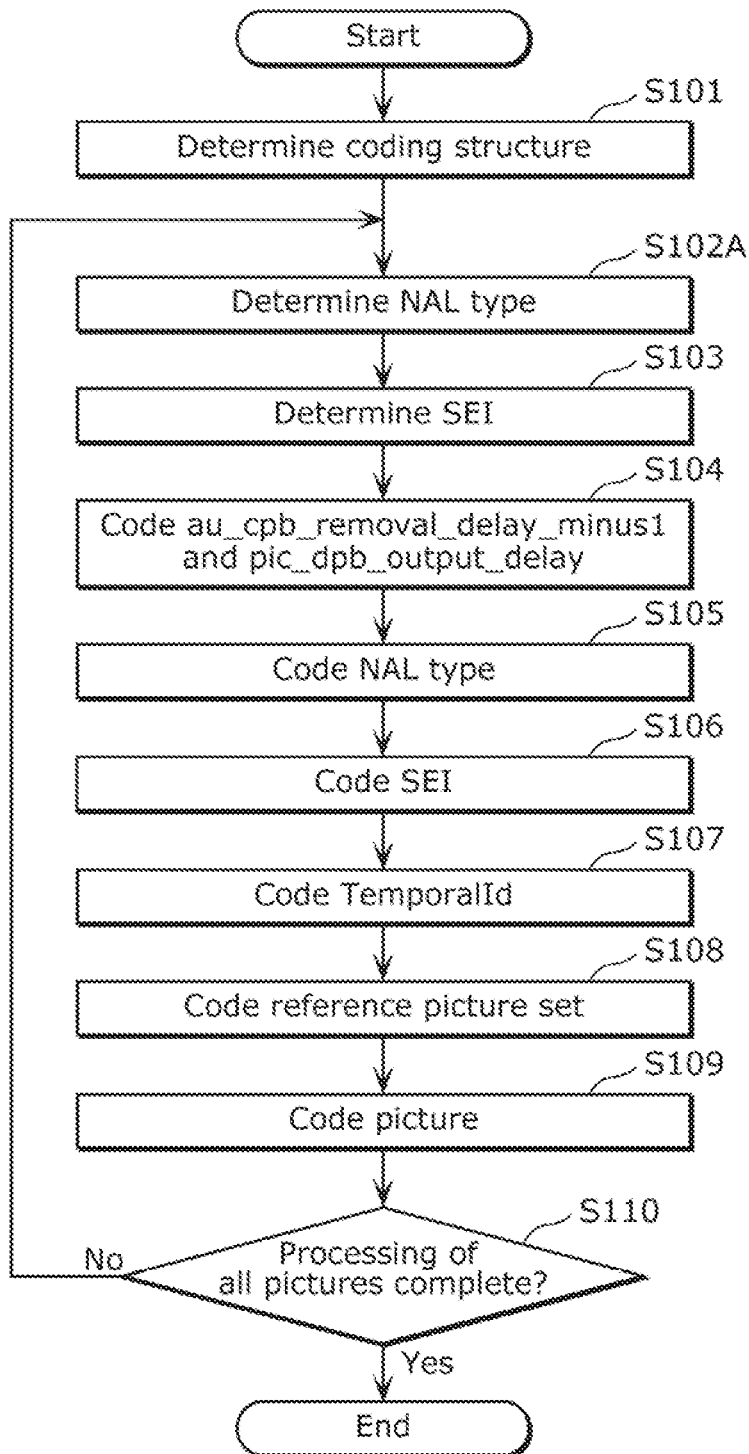 Start
S101
Determine coding structure
S102A
Determine NAL type
S103
Determine SEI
S104
Code au_cpb_removal_delay_minus1
and pic_dpb_output_delay
S105
Code NAL type
S106
Code SEI
S107
Code TemporalId
S108
Code reference picture set
S109
Code picture
S110
Processing of
all pictures complete?
No
Yes
End